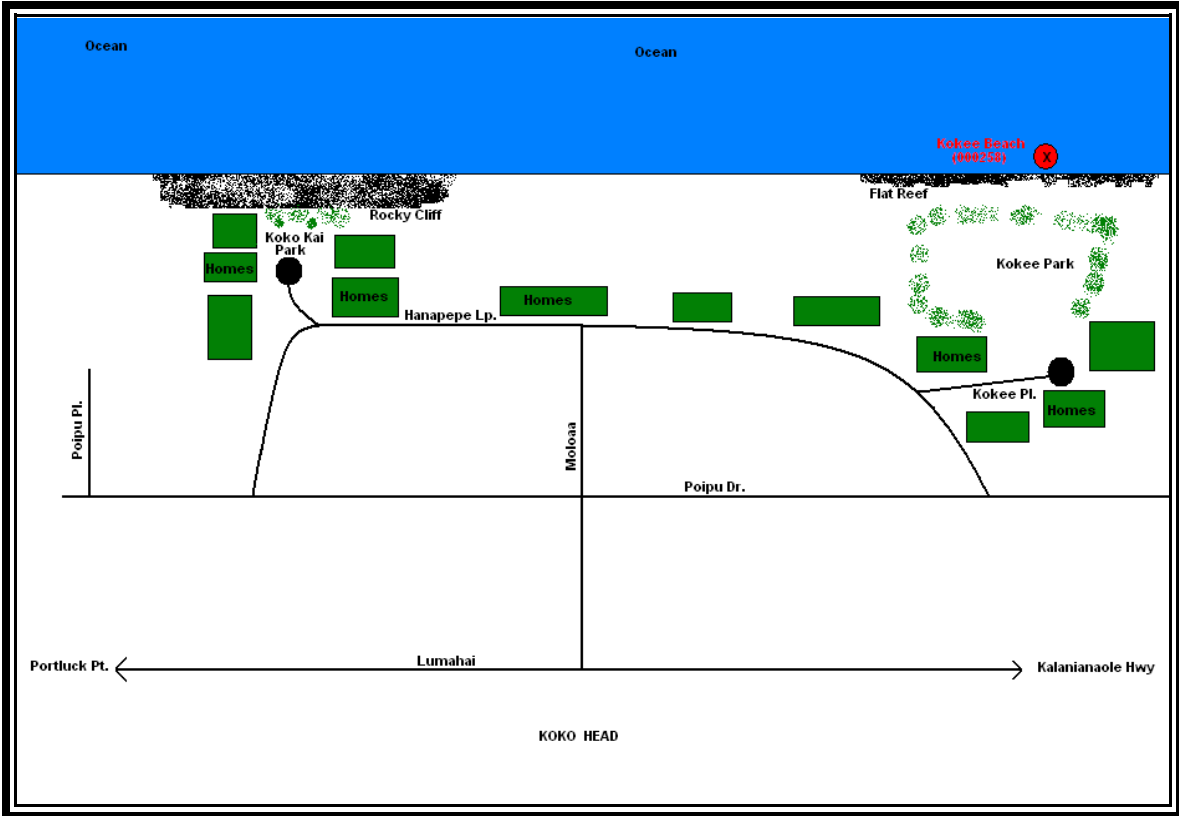 Ocean
Ocean
Kokee Beach
(000258)
X
Flat Reef
Rocky Cliff
Koko Kai
Park
Homes
Kokee Park
Homes
Homes
Hanapepe Lp.
Homes
Kokee Pl.
Homes
Poipu Pl.
Moloaa
Poipu Dr.
Lumahai
Portluck Pt.
Kalanianaole Hwy
KOKO HEAD